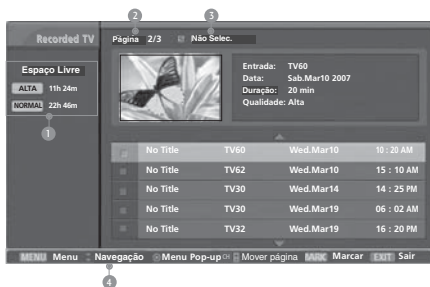 2 3
Recorded TV Página 2/3 Não Selec.
Espaço Livre
ALTA 11h 24m
NORMAL 22h 46m
1
Entrada: TV60
Data: Sab.Mar10 2007
Duração: 20 min
Qualidade: Alta
No Title TV60 Wed.Mar10 10 : 20 AM
No Title TV62 Wed.Mar10 15 : 10 AM
No Title TV30 Wed.Mar14 14 : 25 PM
No Title TV30 Wed.Mar19 06 : 02 AM
No Title TV32 Wed.Mar19 16 : 20 PM
MENU Menu Navegação Menu Pop-up CH Mover página MARK Marcar EXIT Sair
4